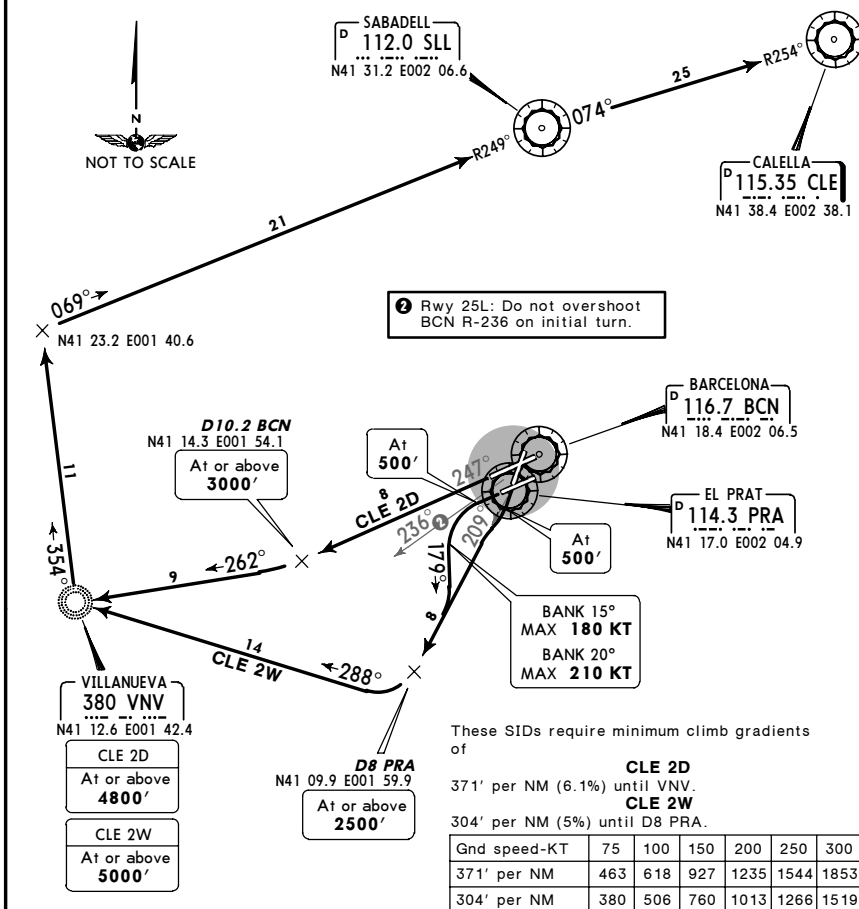 SABADELL
D 112.0 SLL
N41 31.2 E002 06.6
N
NOT TO SCALE
R249°
074°
25
R254°
CALELLA
D 115.35 CLE
N41 38.4 E002 38.1
21
069°
N41 23.2 E001 40.6
❷ Rwy 25L: Do not overshoot
BCN R-236 on initial turn.
BARCELONA
D 116.7 BCN
N41 18.4 E002 06.5
D10.2 BCN
N41 14.3 E001 54.1
At or above
3000'
At
500'
247°
8
CLE 2D
236° ❷
209°
179°
8
At
500'
EL PRAT
D 114.3 PRA
N41 17.0 E002 04.9
11
354°
9
262°
14
CLE 2W
288°
BANK 15°
MAX 180 KT
BANK 20°
MAX 210 KT
VILLANUEVA
380 VNV
N41 12.6 E001 42.4
CLE 2D
At or above
4800'
CLE 2W
At or above
5000'
D8 PRA
N41 09.9 E001 59.9
At or above
2500'
These SIDs require minimum climb gradients
of
CLE 2D
371' per NM (6.1%) until VNV.
CLE 2W
304' per NM (5%) until D8 PRA.
Gnd speed-KT 75 100 150 200 250 300
371' per NM 463 618 927 1235 1544 1853
304' per NM 380 506 760 1013 1266 1519